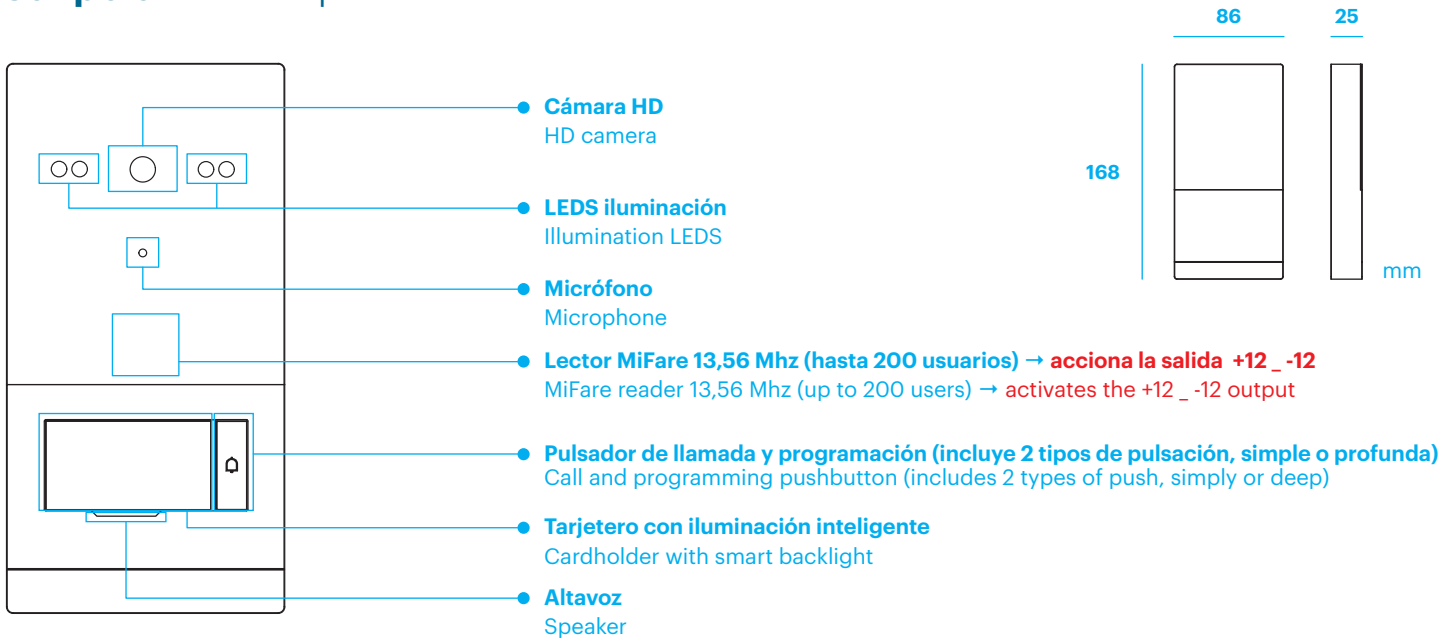 86
25
168
mm
Cámara HD
HD camera
LEDS iluminación
Illumination LEDS
Micrófono
Microphone
Lector MiFare 13,56 Mhz (hasta 200 usuarios) → acciona la salida +12 _ -12
MiFare reader 13,56 Mhz (up to 200 users) → activates the +12 _ -12 output
Pulsador de llamada y programación (incluye 2 tipos de pulsación, simple o profunda)
Call and programming pushbutton (includes 2 types of push, simply or deep)
Tarjetero con iluminación inteligente
Cardholder with smart backlight
Altavoz
Speaker